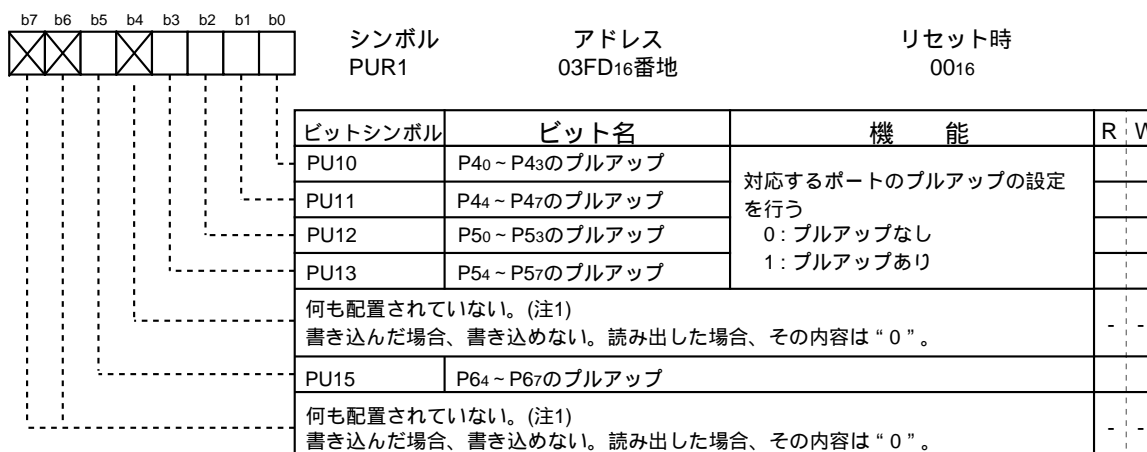 b7 b6 b5 b4 b3 b2 b1 b0
シンボル アドレス リセット時
PUR1 03FD16番地 0016
ビットシンボル ビット名 機 能 R W
PU10 P40 ~ P43のプルアップ
PU11 P44 ~ P47のプルアップ
PU12 P50 ~ P53のプルアップ
PU13 P54 ~ P57のプルアップ
対応するポートのプルアップの設定
を行う
0 : プルアップなし
1 : プルアップあり
何も配置されていない。(注1)
書き込んだ場合、書き込めない。読み出した場合、その内容は “ 0 ” 。
- -
PU15 P64 ~ P67のプルアップ
何も配置されていない。(注1)
書き込んだ場合、書き込めない。読み出した場合、その内容は “ 0 ” 。
- -